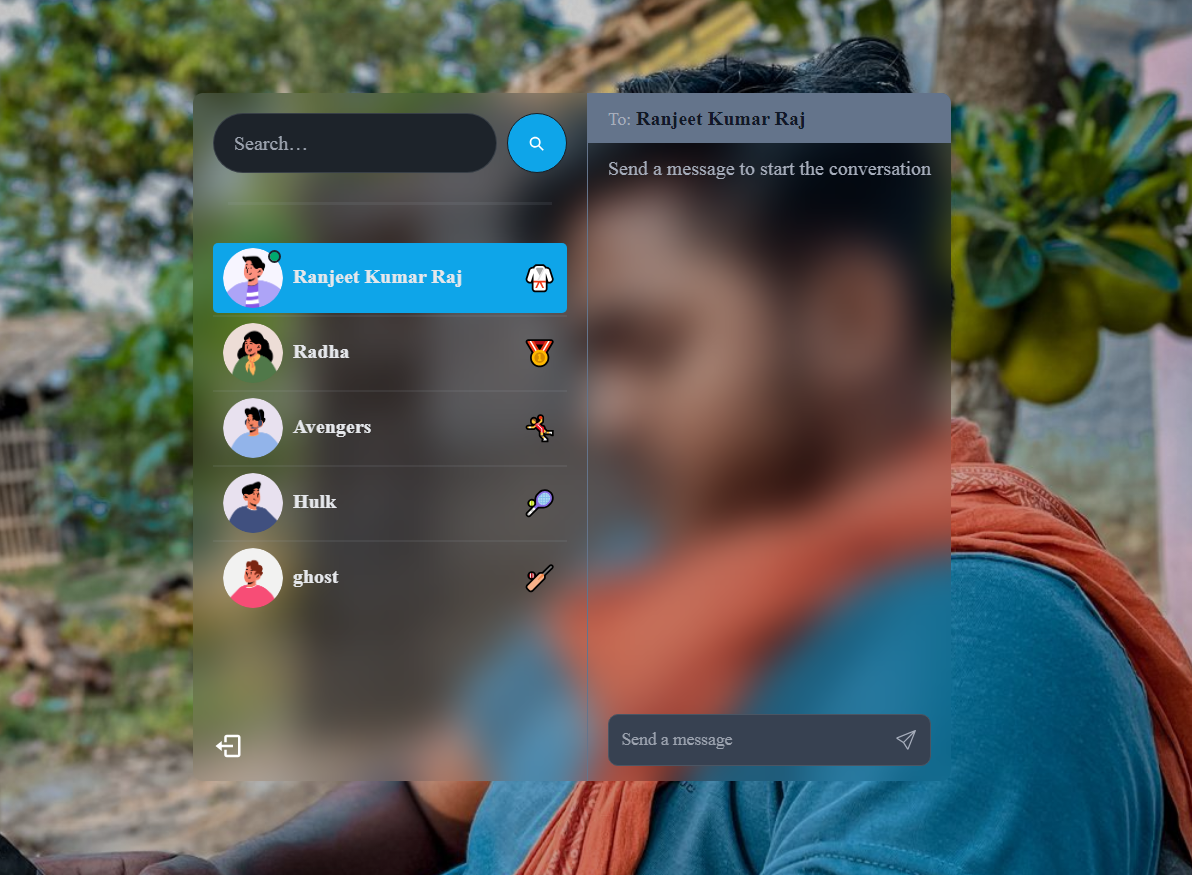 Search…
Ranjeet Kumar Raj
Radha
Avengers
Hulk
ghost
To: Ranjeet Kumar Raj
Send a message to start the conversation
Send a message